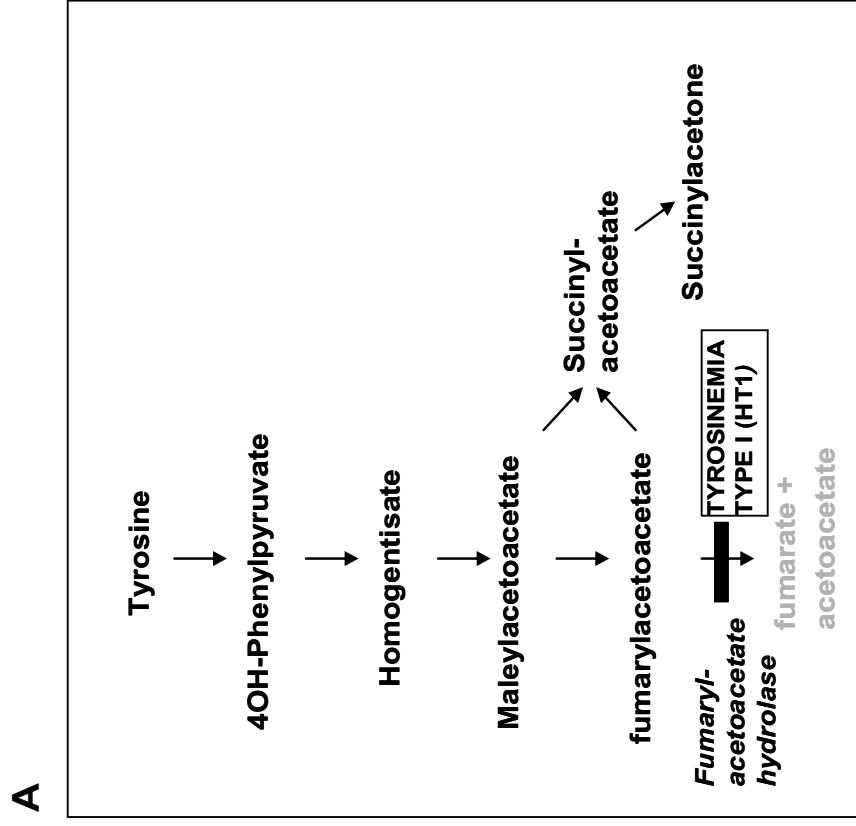 A
Tyrosine
4OH-Phenylpyruvate
Homogentisate
Maleylacetoacetate
Succinyl-
acetoacetate
fumarylacetoacetate
Succinylacetone
Fumaryl-
acetoacetate
hydrolase
TYROSINEMIA
TYPE I (HT1)
fumarate +
acetoacetate